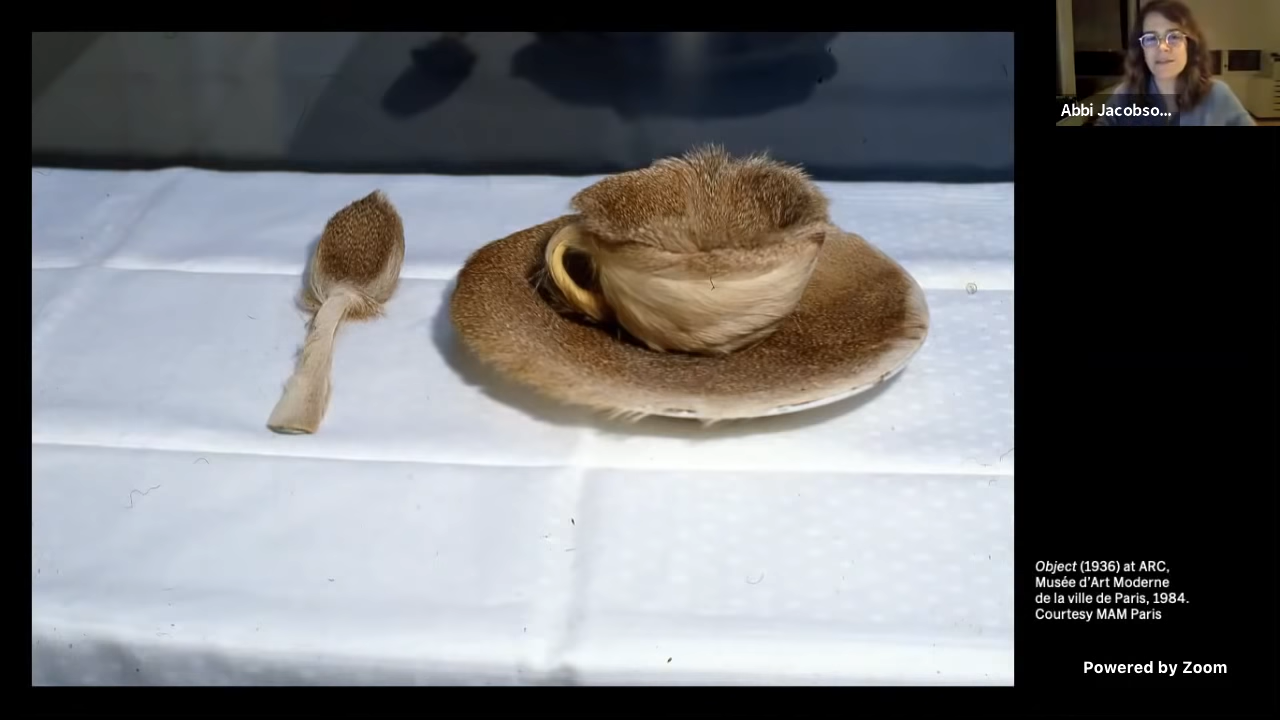 Abbi Jacobso...
Object (1936) at ARC,
Musée d'Art Moderne
de la ville de Paris, 1984.
Courtesy MAM Paris
Powered by Zoom